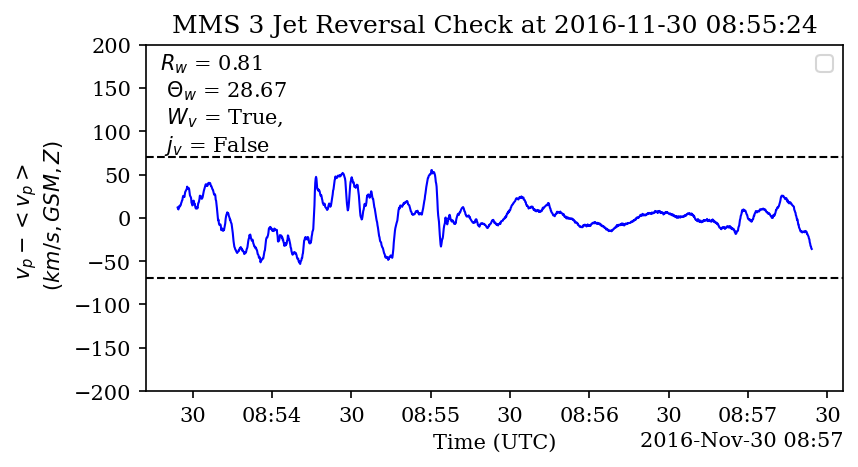 MMS 3 Jet Reversal Check at 2016-11-30 08:55:24
R_w = 0.81
Θ_w = 28.67
W_v = True,
j_v = False
v_p − < v_p >
(km/s, GSM, Z)
200
150
100
50
0
−50
−100
−150
−200
30 08:54 30 08:55 30 08:56 30 08:57 30
Time (UTC)
2016-Nov-30 08:57